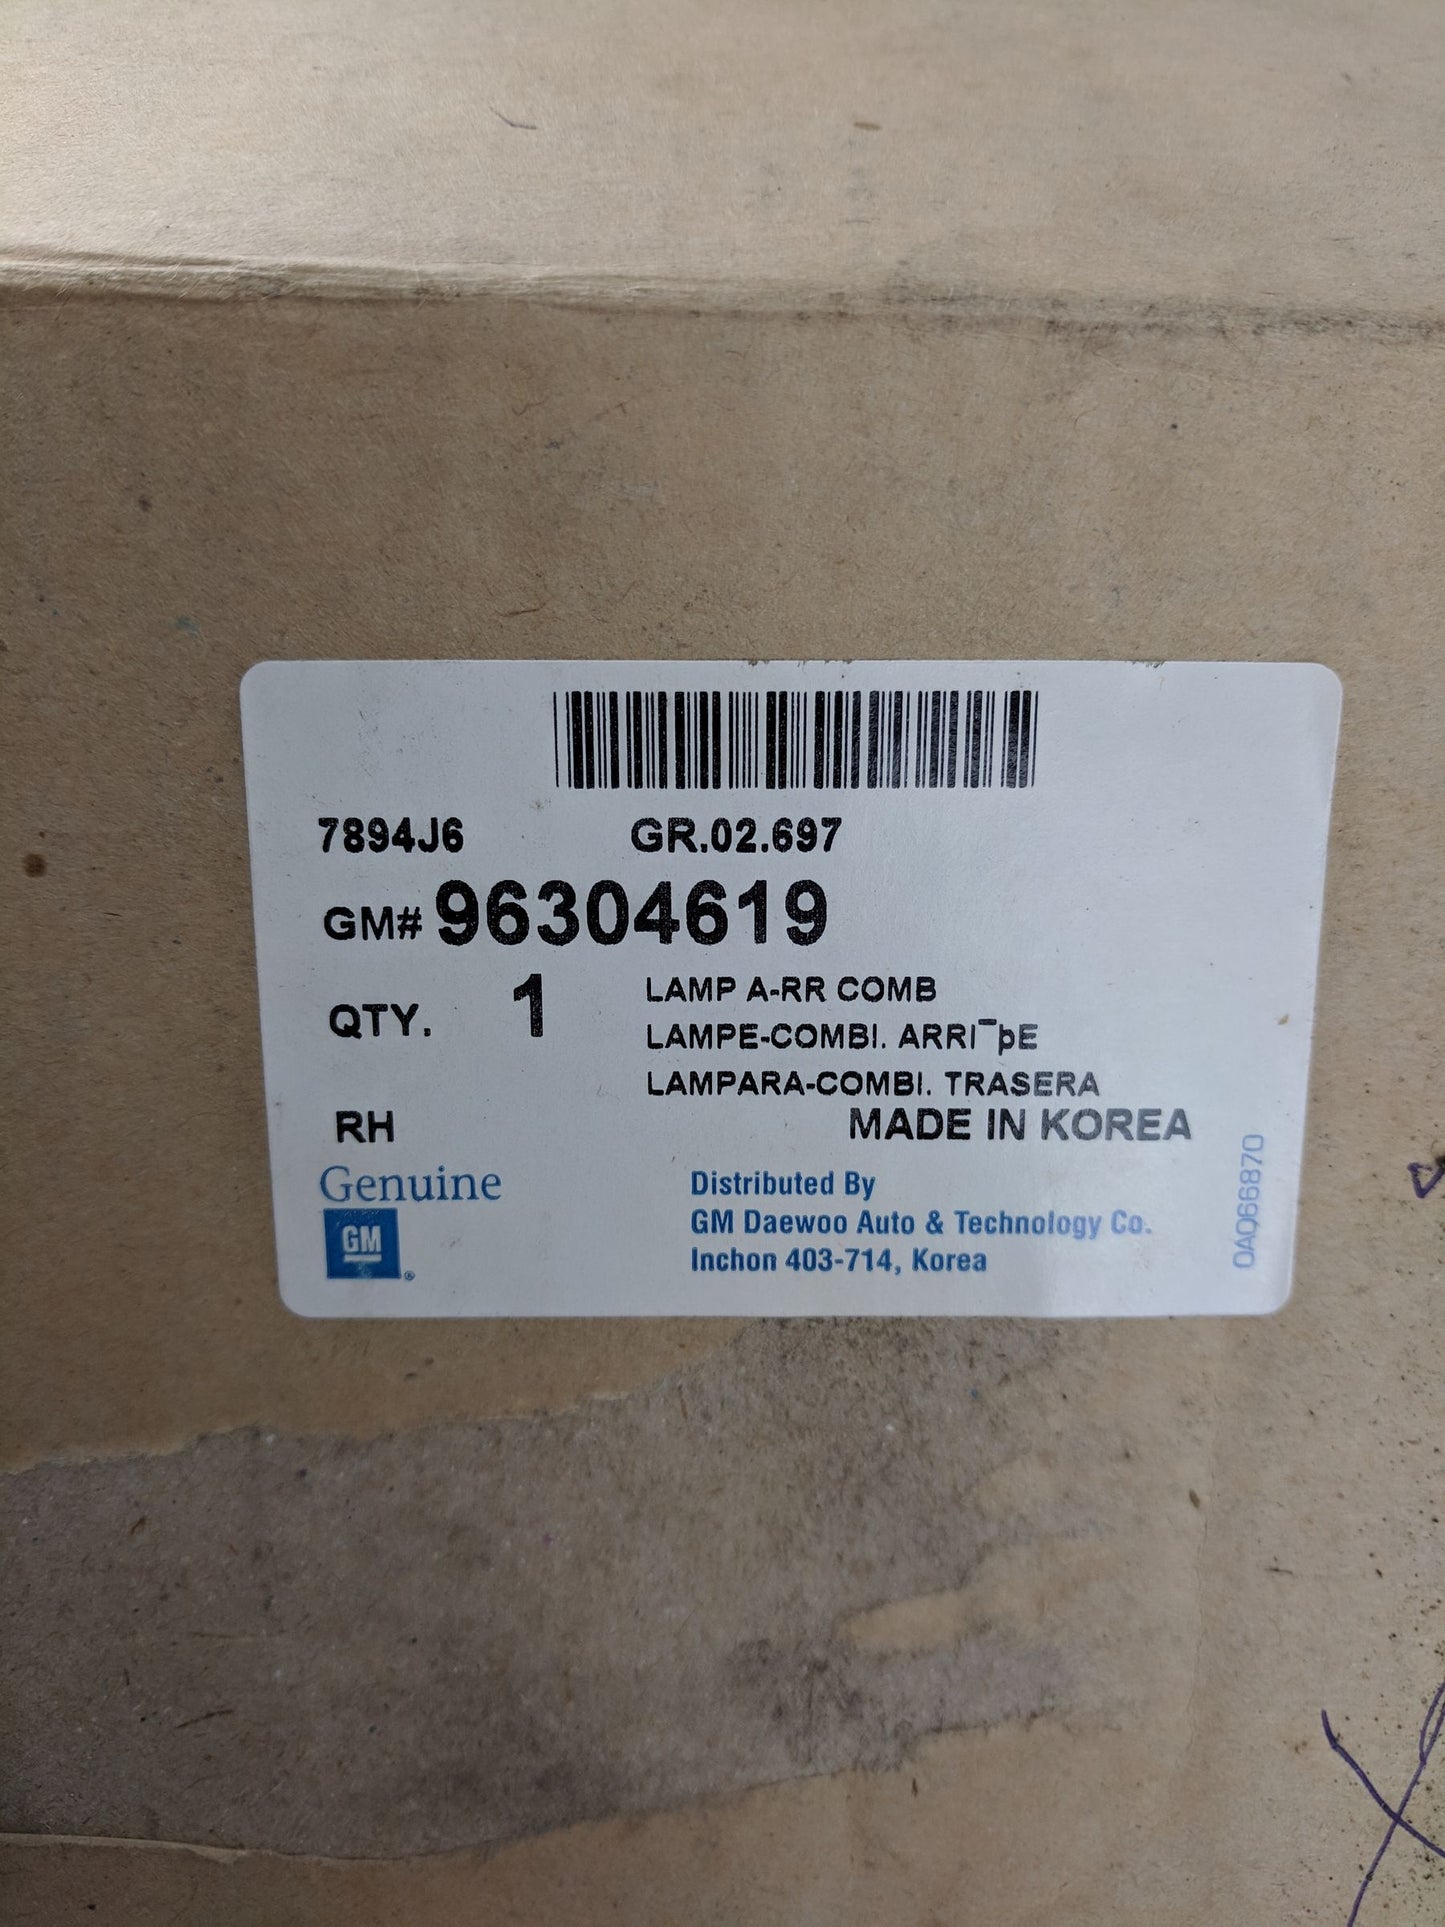 7894J6 GR.02.697
GM# 96304619
QTY. 1
LAMP A-RR COMB
LAMPE-COMBI. ARRI¯þE
LAMPARA-COMBI. TRASERA
RH MADE IN KOREA
Genuine
GM®
Distributed By
GM Daewoo Auto & Technology Co.
Inchon 403-714, Korea
0A066870